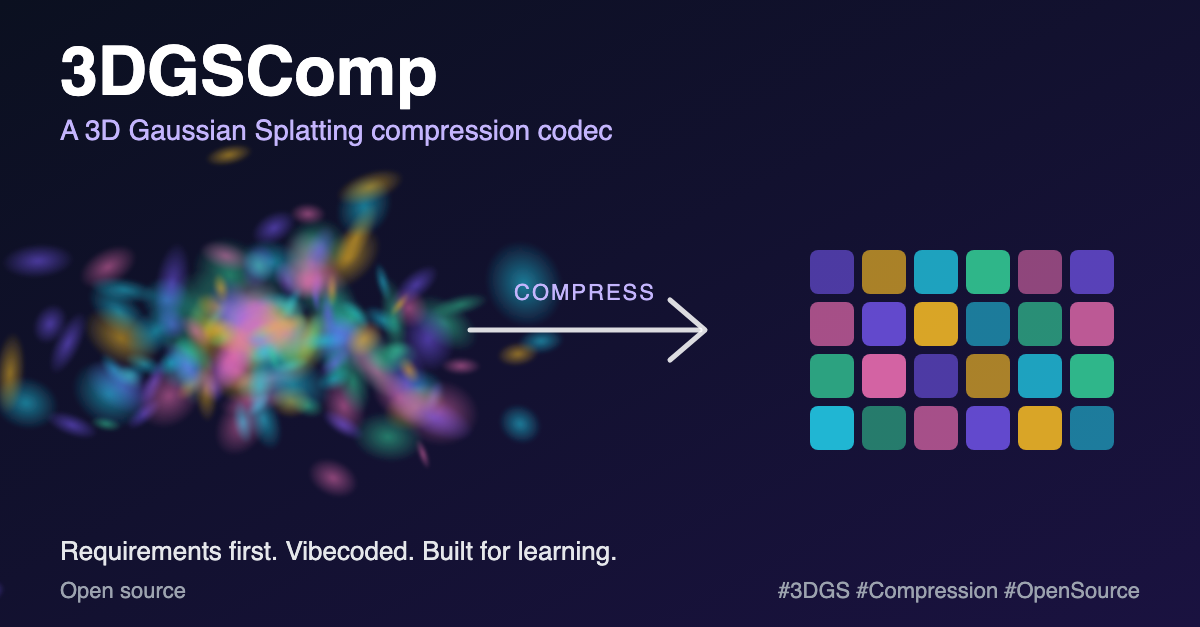 3DGSComp
A 3D Gaussian Splatting compression codec
COMPRESS
Requirements first. Vibecoded. Built for learning.
Open source
#3DGS #Compression #OpenSource